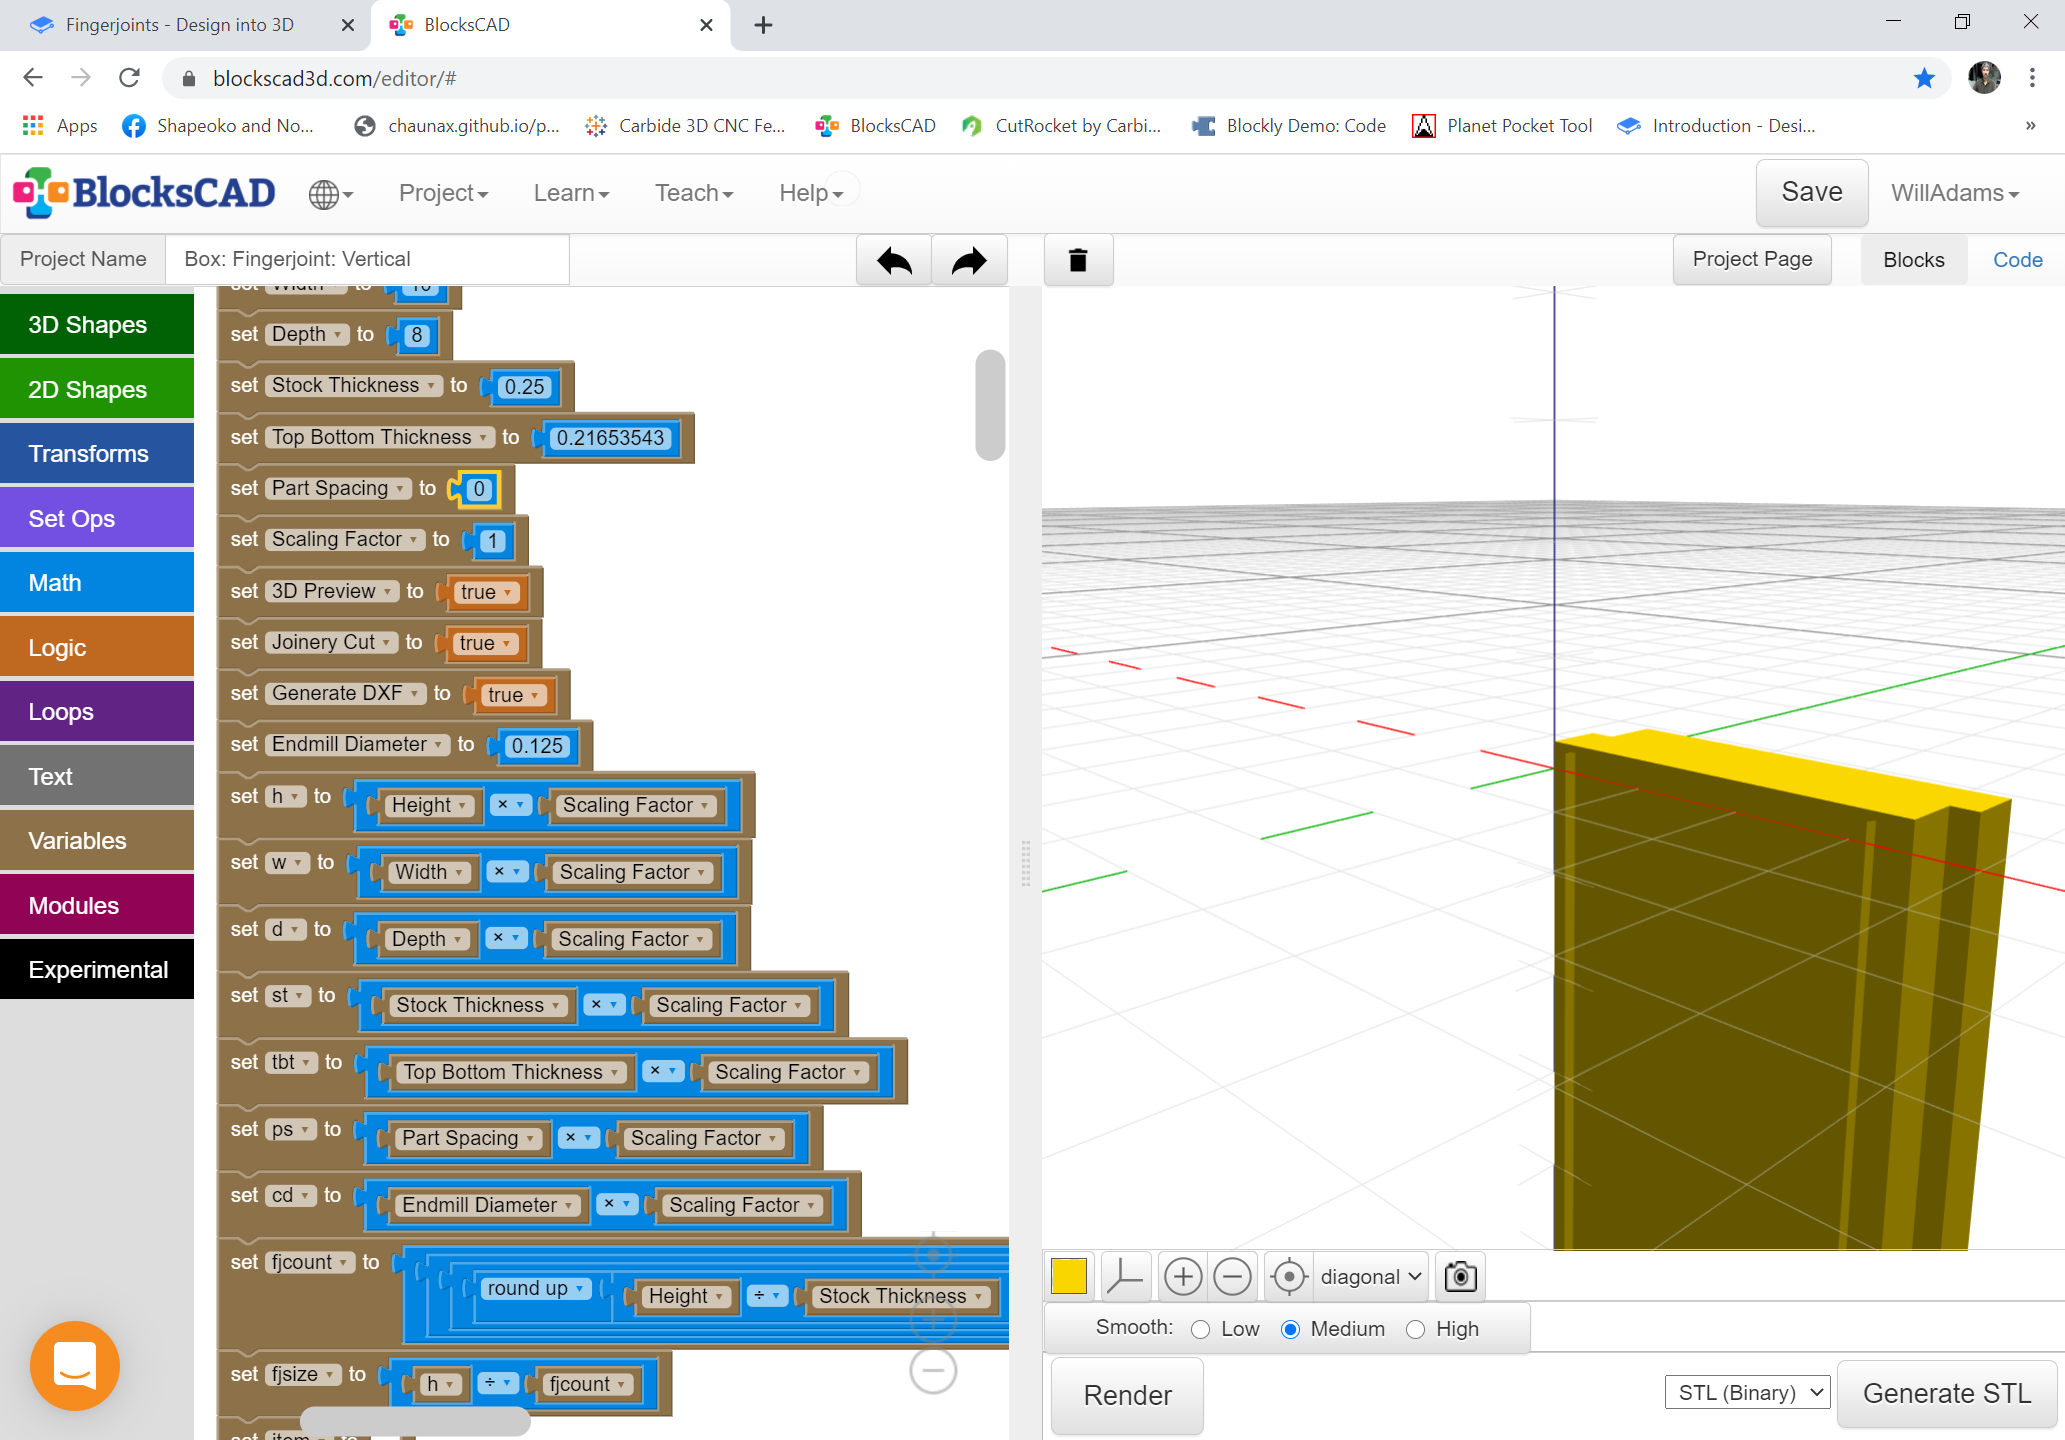 Fingerjoints - Design into 3D
BlocksCAD
blockscad3d.com/editor/#
Apps
Shapeoko and No...
chaunax.github.io/p...
Carbide 3D CNC Fe...
BlocksCAD
CutRocket by Carbi...
Blockly Demo: Code
Planet Pocket Tool
Introduction - Desi...
»
BlocksCAD
Project
Learn
Teach
Help
Save
WillAdams
Project Name
Box: Fingerjoint: Vertical
Project Page
Blocks
Code
3D Shapes
2D Shapes
Transforms
Set Ops
Math
Logic
Loops
Text
Variables
Modules
Experimental
set Width to
set Depth to 8
set Stock Thickness to 0.25
set Top Bottom Thickness to 0.21653543
set Part Spacing to 0
set Scaling Factor to 1
set 3D Preview to true
set Joinery Cut to true
set Generate DXF to true
set Endmill Diameter to 0.125
set h to Height × Scaling Factor
set w to Width × Scaling Factor
set d to Depth × Scaling Factor
set st to Stock Thickness × Scaling Factor
set tbt to Top Bottom Thickness × Scaling Factor
set ps to Part Spacing × Scaling Factor
set cd to Endmill Diameter × Scaling Factor
set fjcount to round up Height ÷ Stock Thickness
set fjsize to h ÷ fjcount
diagonal
Smooth: Low Medium High
Render
STL (Binary)
Generate STL